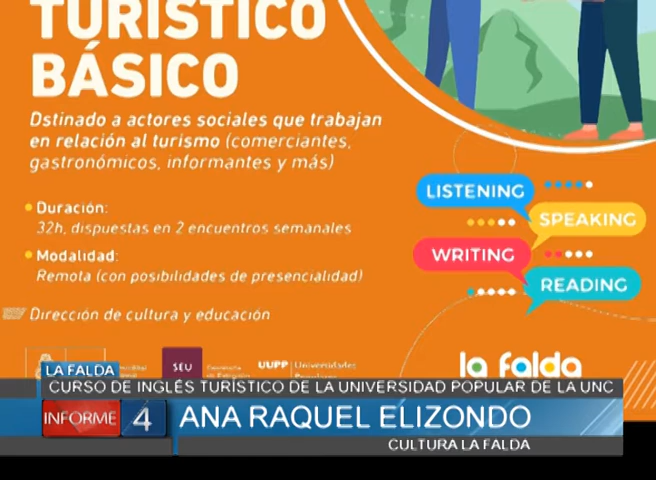 TURÍSTICO
BÁSICO
Dstinado a actores sociales que trabajan
en relación al turismo (comerciantes,
gastronómicos, informantes y más)
Duración:
32h, dispuestas en 2 encuentros semanales
Modalidad:
Remota (con posibilidades de presencialidad)
Dirección de cultura y educación
LISTENING
SPEAKING
WRITING
READING
SEU
UUPP Universidades
la falda
LA FALDA
CURSO DE INGLÉS TURÍSTICO DE LA UNIVERSIDAD POPULAR DE LA UNC
INFORME 4 ANA RAQUEL ELIZONDO
CULTURA LA FALDA